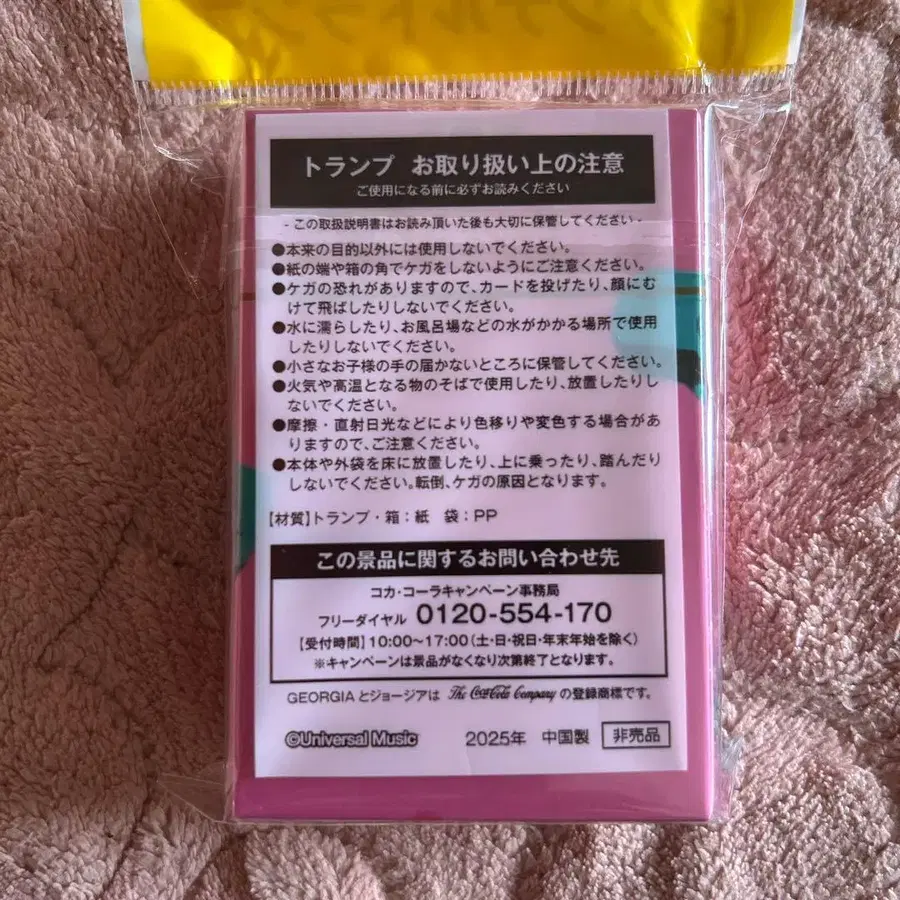 トランプ お取り扱い上の注意
ご使用になる前に必ずお読みください
- この取扱説明書はお読み頂いた後も大切に保管してください -
●本来の目的以外には使用しないでください。
●紙の端や箱の角でケガをしないようにご注意ください。
●ケガの恐れがありますので、カードを投げたり、顔にむ
けて飛ばしたりしないでください。
●水に濡らしたり、お風呂場などの水がかかる場所で使用
したりしないでください。
●小さなお子様の手の届かないところに保管してください。
●火気や高温となる物のそばで使用したり、放置したりし
ないでください。
●摩擦・直射日光などにより色移りや変色する場合があ
りますので、ご注意ください。
●本体や外袋を床に放置したり、上に乗ったり、踏んだり
しないでください。転倒、ケガの原因となります。
【材質】トランプ・箱：紙 袋：PP
この景品に関するお問い合わせ先
コカ・コーラキャンペーン事務局
フリーダイヤル 0120-554-170
【受付時間】10:00～17:00（土・日・祝日・年末年始を除く）
※キャンペーンは景品がなくなり次第終了となります。
GEORGIA とジョージアは The Coca-Cola Company の登録商標です。
©Universal Music 2025年 中国製 非売品